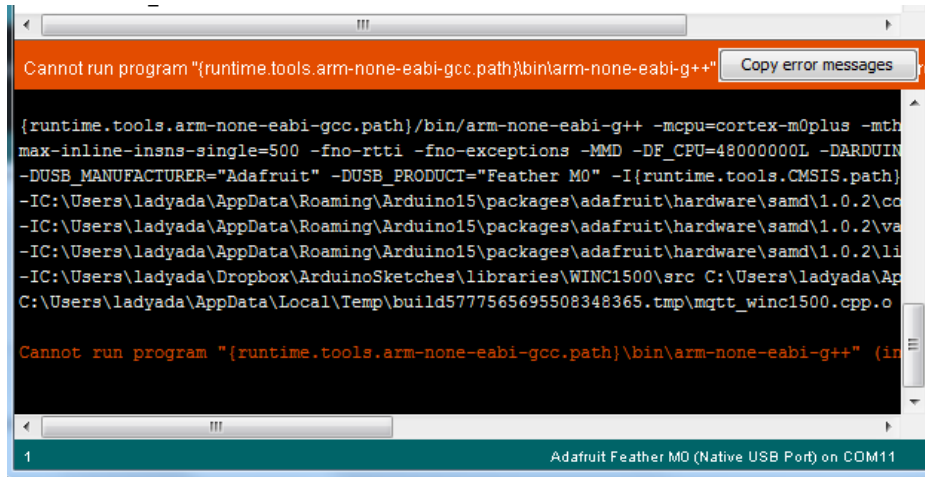 Cannot run program "{runtime.tools.arm-none-eabi-gcc.path}\bin\arm-none-eabi-g++" Copy error messages
{runtime.tools.arm-none-eabi-gcc.path}/bin/arm-none-eabi-g++ -mcpu=cortex-m0plus -mth
max-inline-insns-single=500 -fno-rtti -fno-exceptions -MMD -DF_CPU=48000000L -DARDUIN
-DUSB_MANUFACTURER="Adafruit" -DUSB_PRODUCT="Feather M0" -I{runtime.tools.CMSIS.path}
-IC:\Users\ladyada\AppData\Roaming\Arduino15\packages\adafruit\hardware\samd\1.0.2\co
-IC:\Users\ladyada\AppData\Roaming\Arduino15\packages\adafruit\hardware\samd\1.0.2\va
-IC:\Users\ladyada\AppData\Roaming\Arduino15\packages\adafruit\hardware\samd\1.0.2\li
-IC:\Users\ladyada\Dropbox\ArduinoSketches\libraries\WINC1500\src C:\Users\ladyada\Ap
C:\Users\ladyada\AppData\Local\Temp\build5777565695508348365.tmp\mqtt_winc1500.cpp.o
Cannot run program "{runtime.tools.arm-none-eabi-gcc.path}\bin\arm-none-eabi-g++" (in
1 Adafruit Feather M0 (Native USB Port) on COM11